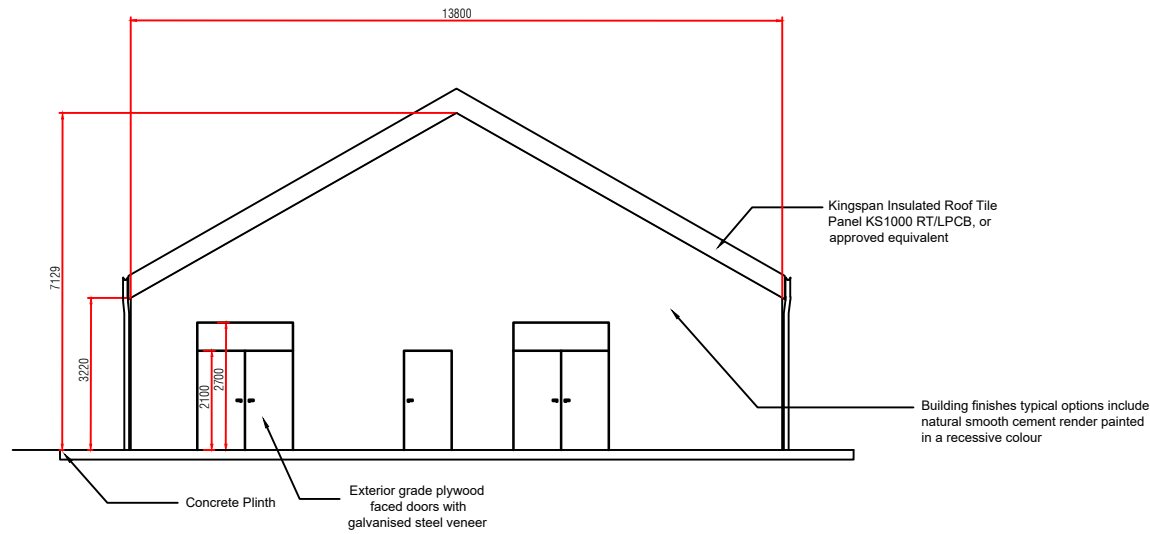 13800
Kingspan Insulated Roof Tile
Panel KS1000 RT/LPCB, or
approved equivalent
7129
3220
2100
2700
Building finishes typical options include
natural smooth cement render painted
in a recessive colour
Concrete Plinth
Exterior grade plywood
faced doors with
galvanised steel veneer